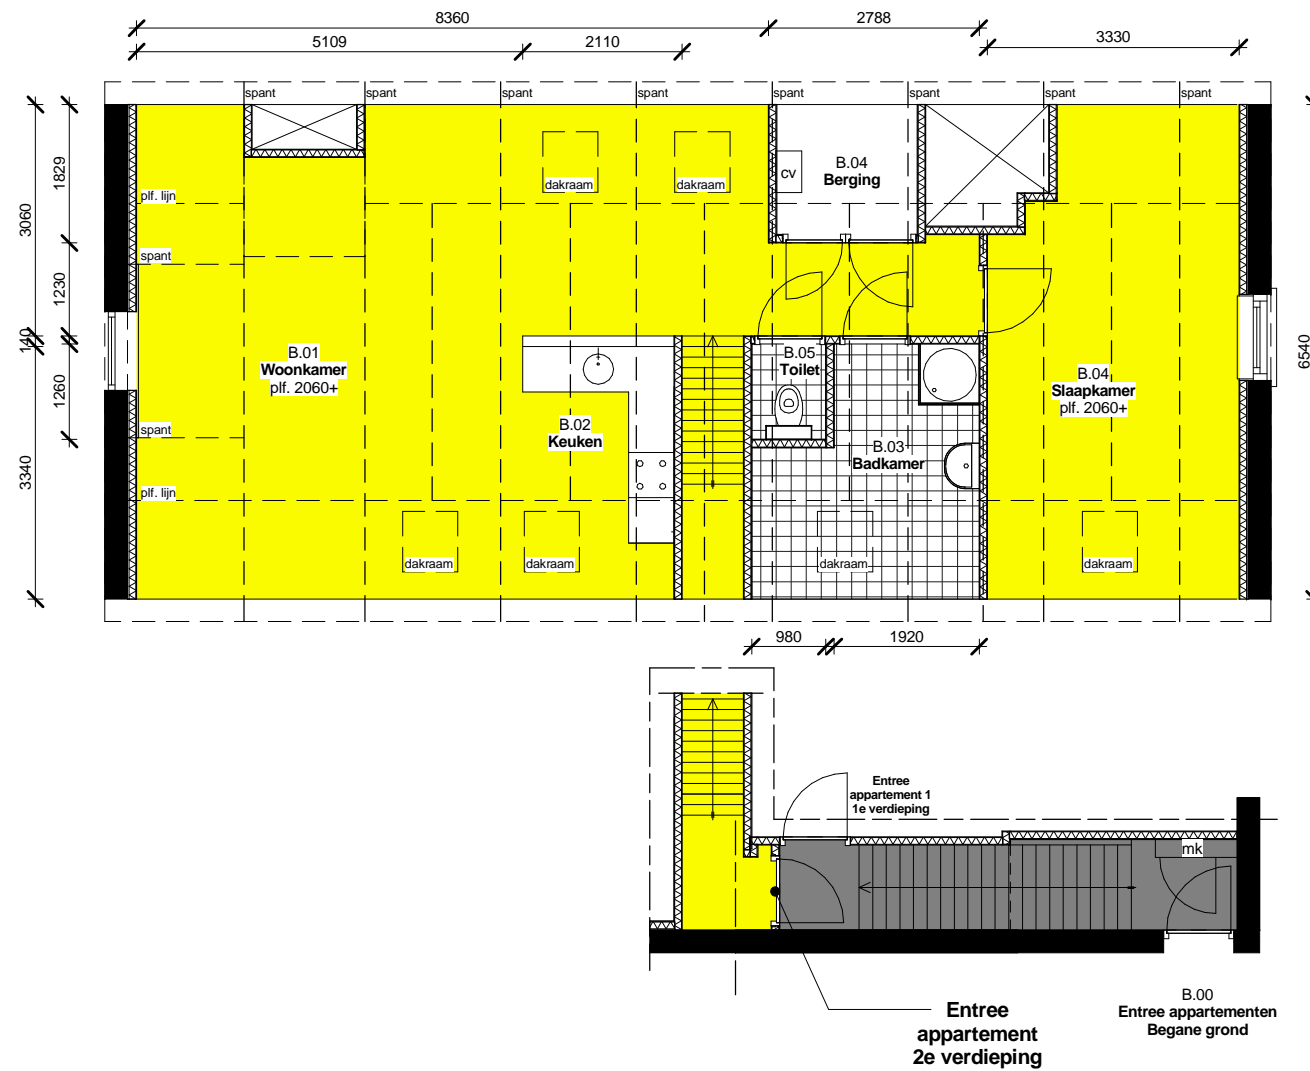 8360
2788
5109
2110
3330
spant
spant
spant
spant
spant
spant
spant
spant
3060
1829
1230
140
1260
3340
6540
B.04
Berging
cv
dakraam
dakraam
plf. lijn
spant
B.01
Woonkamer
plf. 2060+
B.05
Toilet
B.04
Slaapkamer
plf. 2060+
B.02
Keuken
B.03
Badkamer
spant
plf. lijn
dakraam
dakraam
dakraam
dakraam
980
1920
Entree
appartement 1
1e verdieping
mk
B.00
Entree appartementen
Begane grond
Entree
appartement
2e verdieping